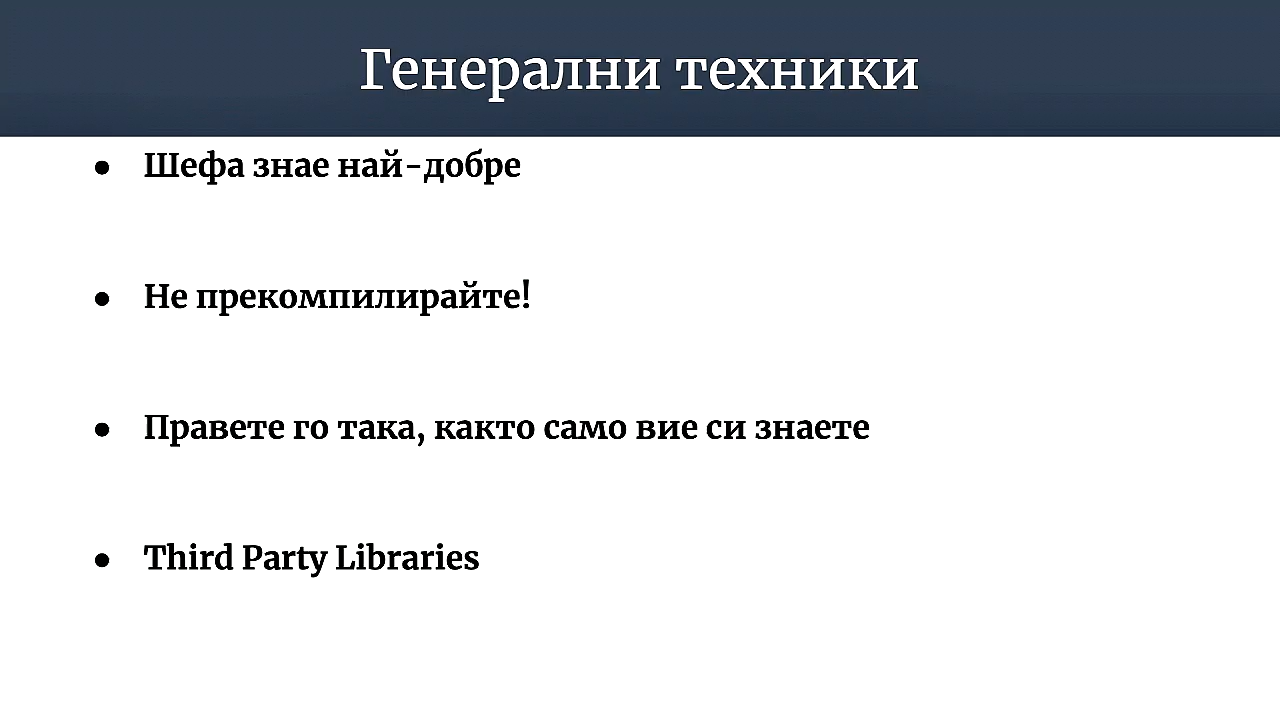 Генерални техники
● Шефа знае най-добре
● Не прекомпилирайте!
● Правете го така, както само вие си знаете
● Third Party Libraries